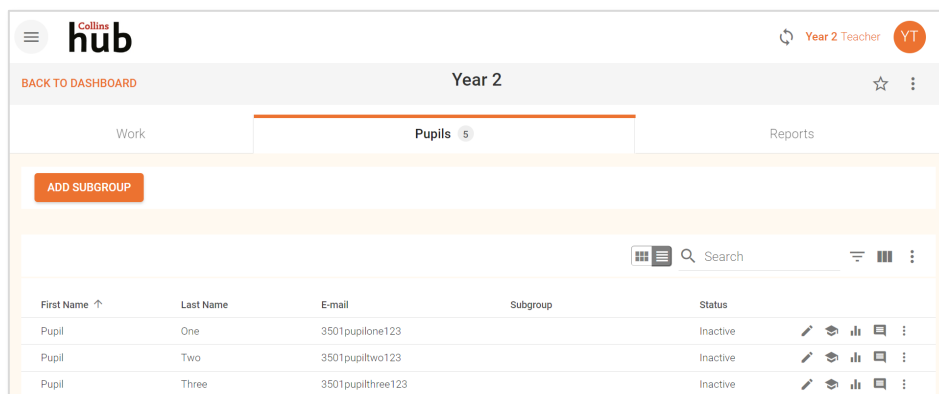 Collins
hub
Year 2 Teacher YT
BACK TO DASHBOARD Year 2
Work Pupils 5 Reports
ADD SUBGROUP
Search
First Name Last Name E-mail Subgroup Status
Pupil One 3501pupilone123 Inactive
Pupil Two 3501pupiltwo123 Inactive
Pupil Three 3501pupilthree123 Inactive